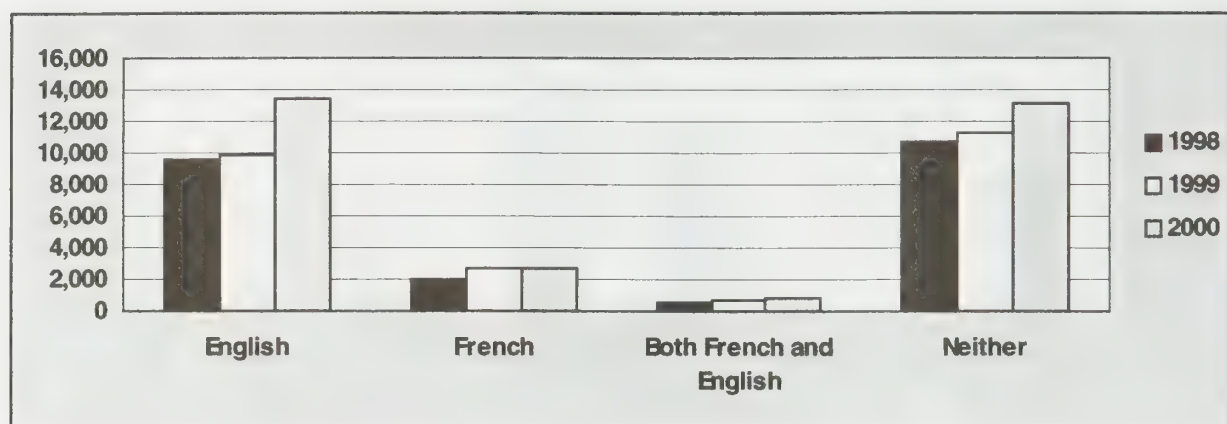 16,000
14,000
12,000
10,000
8,000
6,000
4,000
2,000
0
English
French
Both French and
English
Neither
1998
1999
2000